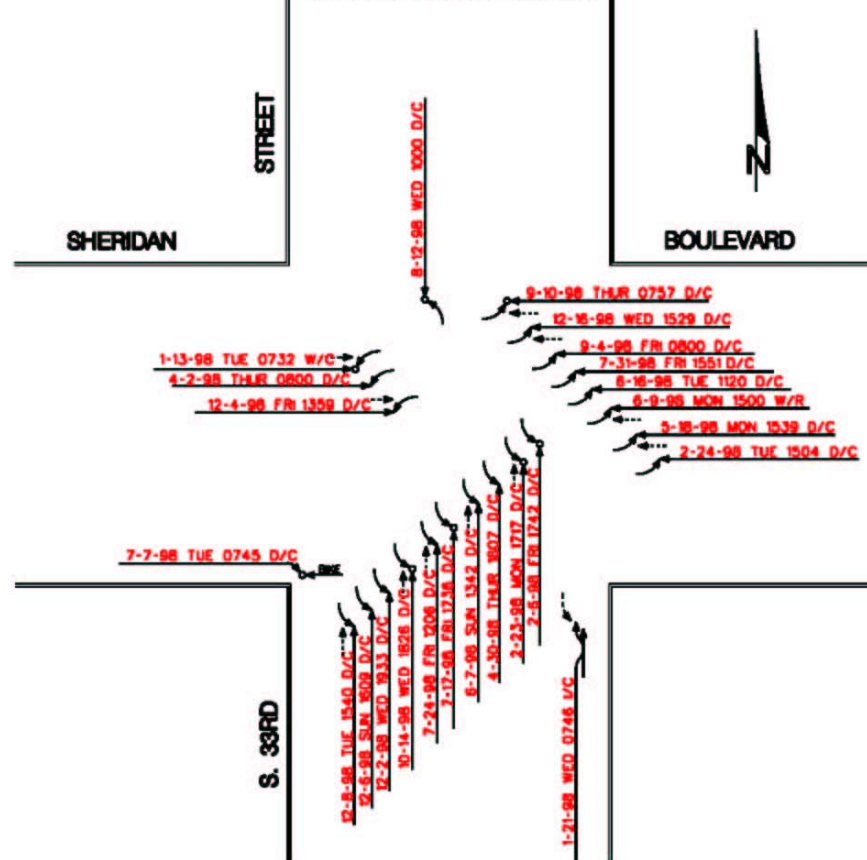 STREET
N
SHERIDAN
BOULEVARD
8-12-98 WED 1000 D/C
9-10-98 THUR 0757 D/C
12-16-98 WED 1529 D/C
9-4-98 FRI 0800 D/C
7-31-98 FRI 1551 D/C
6-16-98 TUE 1120 D/C
6-9-98 MON 1500 W/R
5-18-98 MON 1539 D/C
2-24-98 TUE 1504 D/C
1-13-98 TUE 0732 W/C
4-2-98 THUR 0800 D/C
12-4-98 FRI 1359 D/C
7-7-98 TUE 0745 D/C
BIKE
S. 33RD
12-8-98 TUE 1540 D/C
12-6-98 SUN 1609 D/C
12-2-98 WED 1933 D/C
10-14-98 WED 1826 D/C
7-24-98 FRI 1206 D/C
7-17-98 FRI 1736 D/C
6-7-98 SUN 1342 D/C
4-30-98 THUR 1807 D/C
2-23-98 MON 1717 D/C
2-6-98 FRI 1742 D/C
1-21-98 WED 0746 I/C